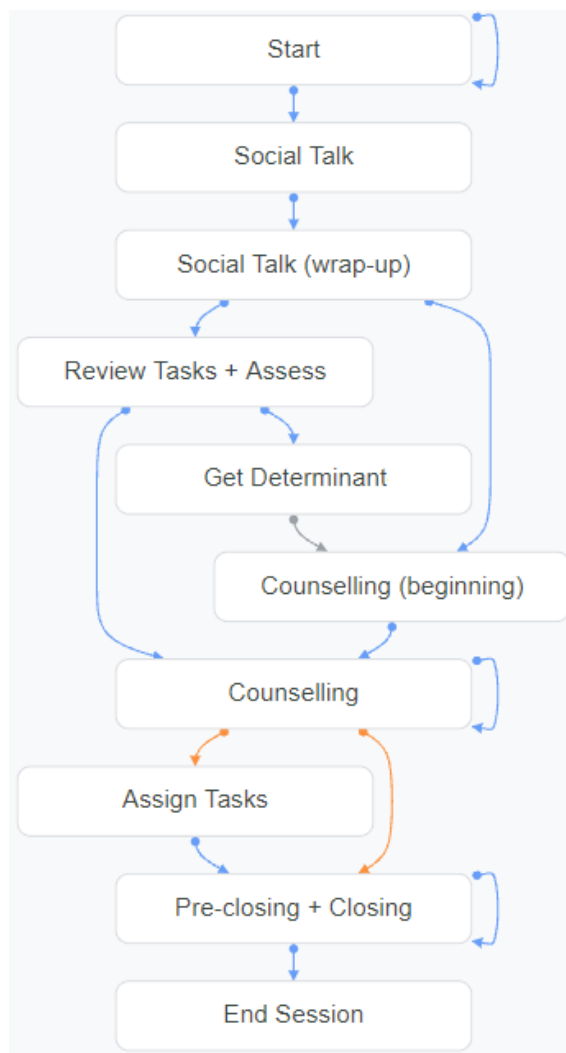 Start
Social Talk
Social Talk (wrap-up)
Review Tasks + Assess
Get Determinant
Counselling (beginning)
Counselling
Assign Tasks
Pre-closing + Closing
End Session